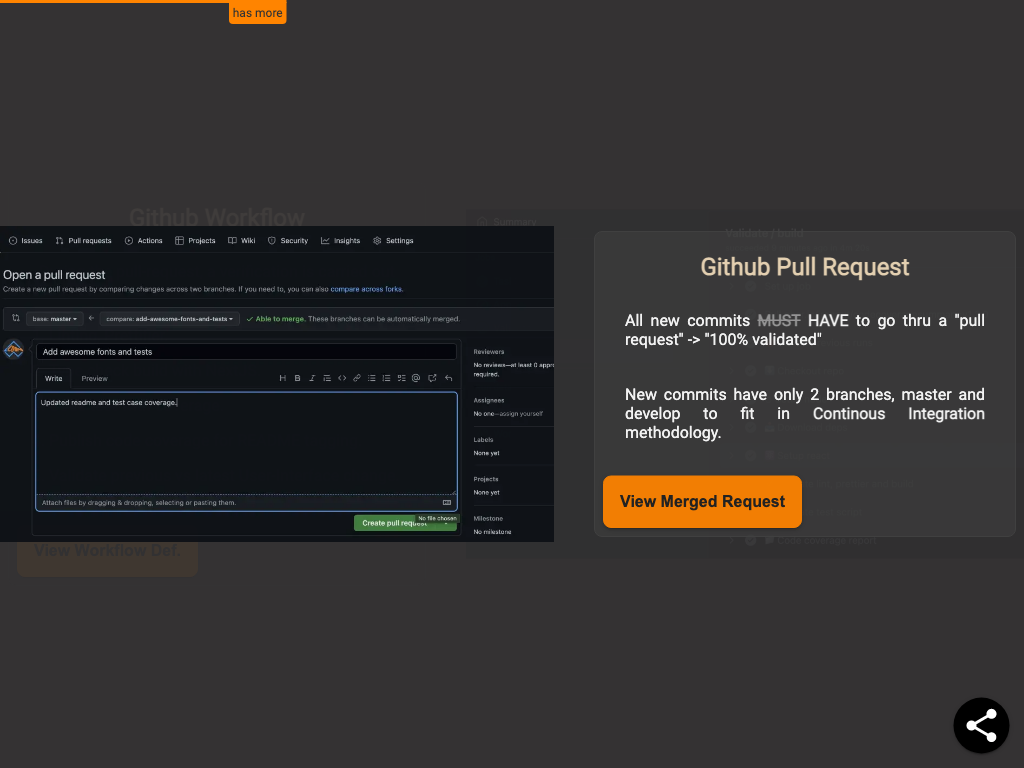 has more
Github Workflow
Summary
Validate / build
Issues Pull requests Actions Projects Wiki Security Insights Settings
Open a pull request
Create a new pull request by comparing changes across two branches. If you need to, you can also compare across forks.
base: master compare: add-awesome-fonts-and-tests Able to merge. These branches can be automatically merged.
Add awesome fonts and tests
Write Preview
Updated readme and test case coverage.
Attach files by dragging & dropping, selecting or pasting them.
No file chosen
Create pull request
Reviewers
No reviews—at least 0 appro
required.
Assignees
No one—assign yourself
Labels
None yet
Projects
None yet
Milestone
No milestone
View Workflow Def.
Github Pull Request
All new commits MUST HAVE to go thru a "pull
request" -> "100% validated"
New commits have only 2 branches, master and
develop to fit in Continous Integration
methodology.
View Merged Request
Code coverage report